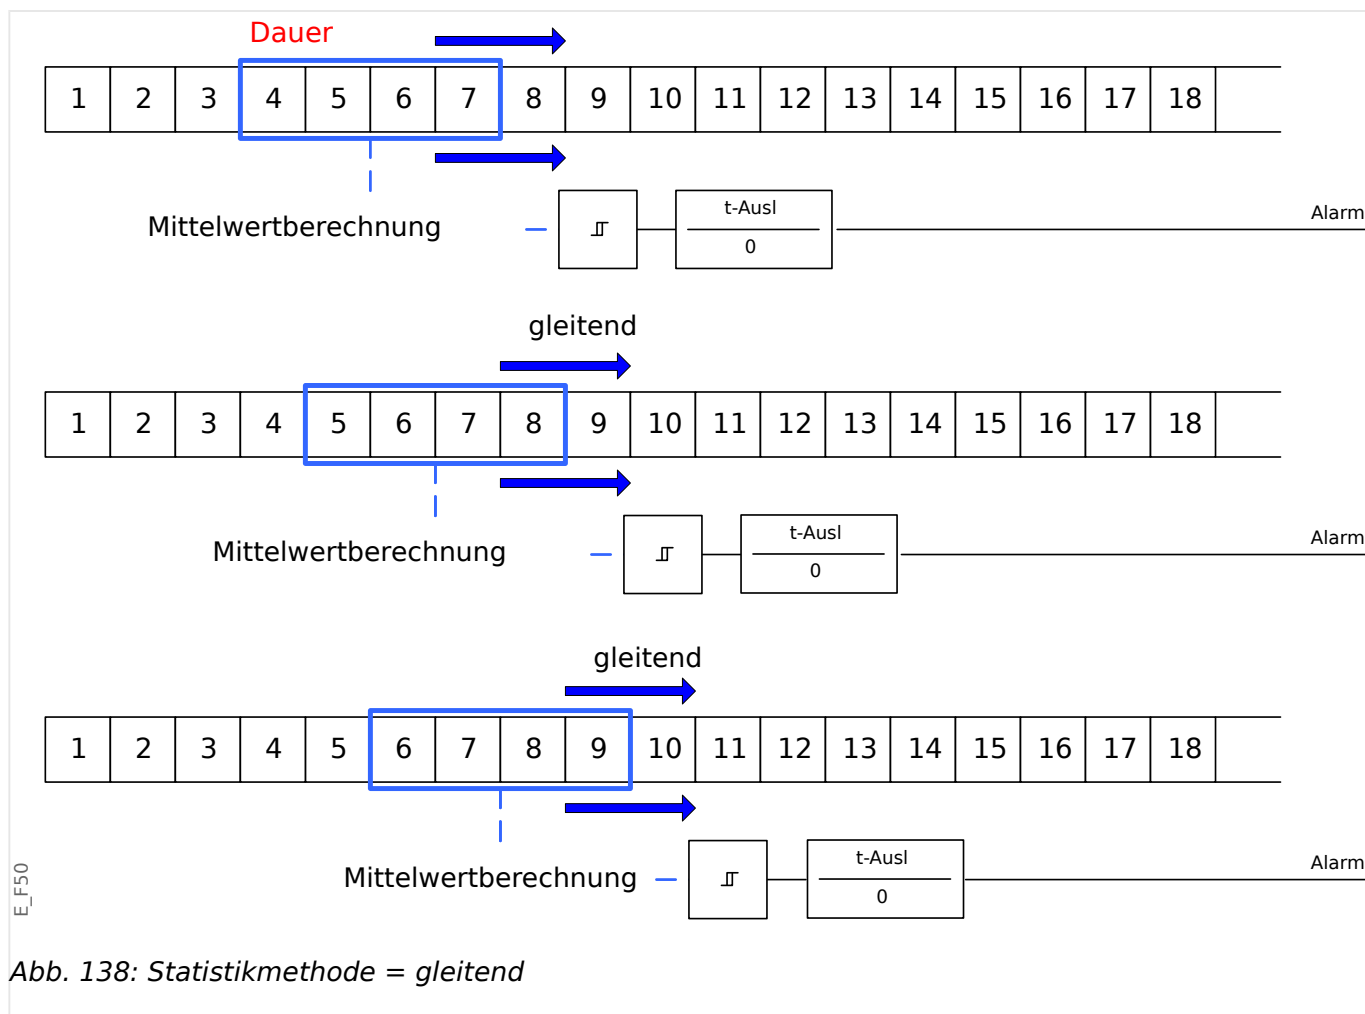 Dauer
1 2 3 4 5 6 7 8 9 10 11 12 13 14 15 16 17 18
t-Ausl
Alarm
Mittelwertberechnung
0
gleitend
1 2 3 4 5 6 7 8 9 10 11 12 13 14 15 16 17 18
t-Ausl
Alarm
Mittelwertberechnung
0
gleitend
1 2 3 4 5 6 7 8 9 10 11 12 13 14 15 16 17 18
t-Ausl
Alarm
Mittelwertberechnung
0
E_F50
Abb. 138: Statistikmethode = gleitend